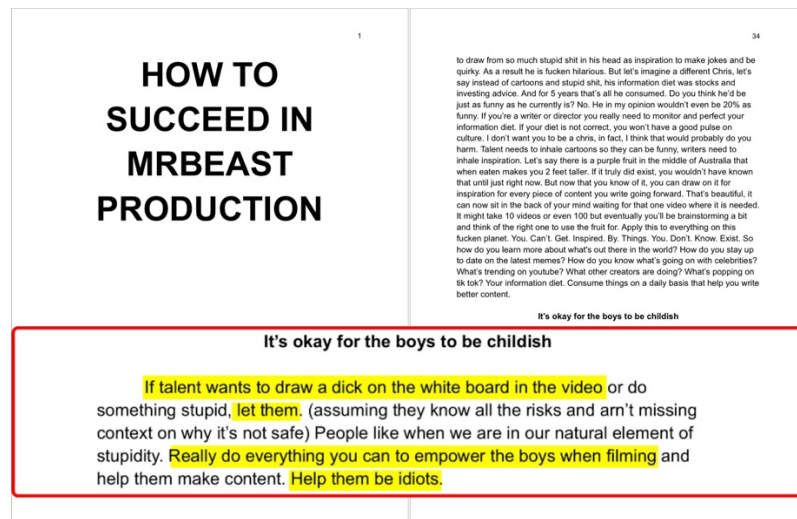 1
HOW TO
SUCCEED IN
MRBEAST
PRODUCTION
34
to draw from so much stupid shit in his head as inspiration to make jokes and be
quirky. As a result he is fucken hilarious. But let's imagine a different Chris, let's
say instead of cartoons and stupid shit, his information diet was stocks and
investing advice. And for 5 years that's all he consumed. Do you think he'd be
just as funny as he currently is? No. He in my opinion wouldn't even be 20% as
funny. If you're a writer or director you really need to monitor and perfect your
information diet. If your diet is not correct, you won't have a good pulse on
culture. I don't want you to be a chris, in fact, I think that would probably do you
harm. Talent needs to inhale cartoons so they can be funny, writers need to
inhale inspiration. Let's say there is a purple fruit in the middle of Australia that
when eaten makes you 2 feet taller. If it truly did exist, you wouldn't have known
that until just right now. But now that you know of it, you can draw on it for
inspiration for every piece of content you write going forward. That's beautiful, it
can now sit in the back of your mind waiting for that one video where it is needed.
It might take 10 videos or even 100 but eventually you'll be brainstorming a bit
and think of the right one to use the fruit for. Apply this to everything on this
fucken planet. You. Can't. Get. Inspired. By. Things. You. Don't. Know. Exist. So
how do you learn more about what's out there in the world? How do you stay up
to date on the latest memes? How do you know what's going on with celebrities?
What's trending on youtube? What other creators are doing? What's popping on
tik tok? Your information diet. Consume things on a daily basis that help you write
better content.
It's okay for the boys to be childish
It's okay for the boys to be childish
If talent wants to draw a dick on the white board in the video or do
something stupid, let them. (assuming they know all the risks and arn't missing
context on why it's not safe) People like when we are in our natural element of
stupidity. Really do everything you can to empower the boys when filming and
help them make content. Help them be idiots.